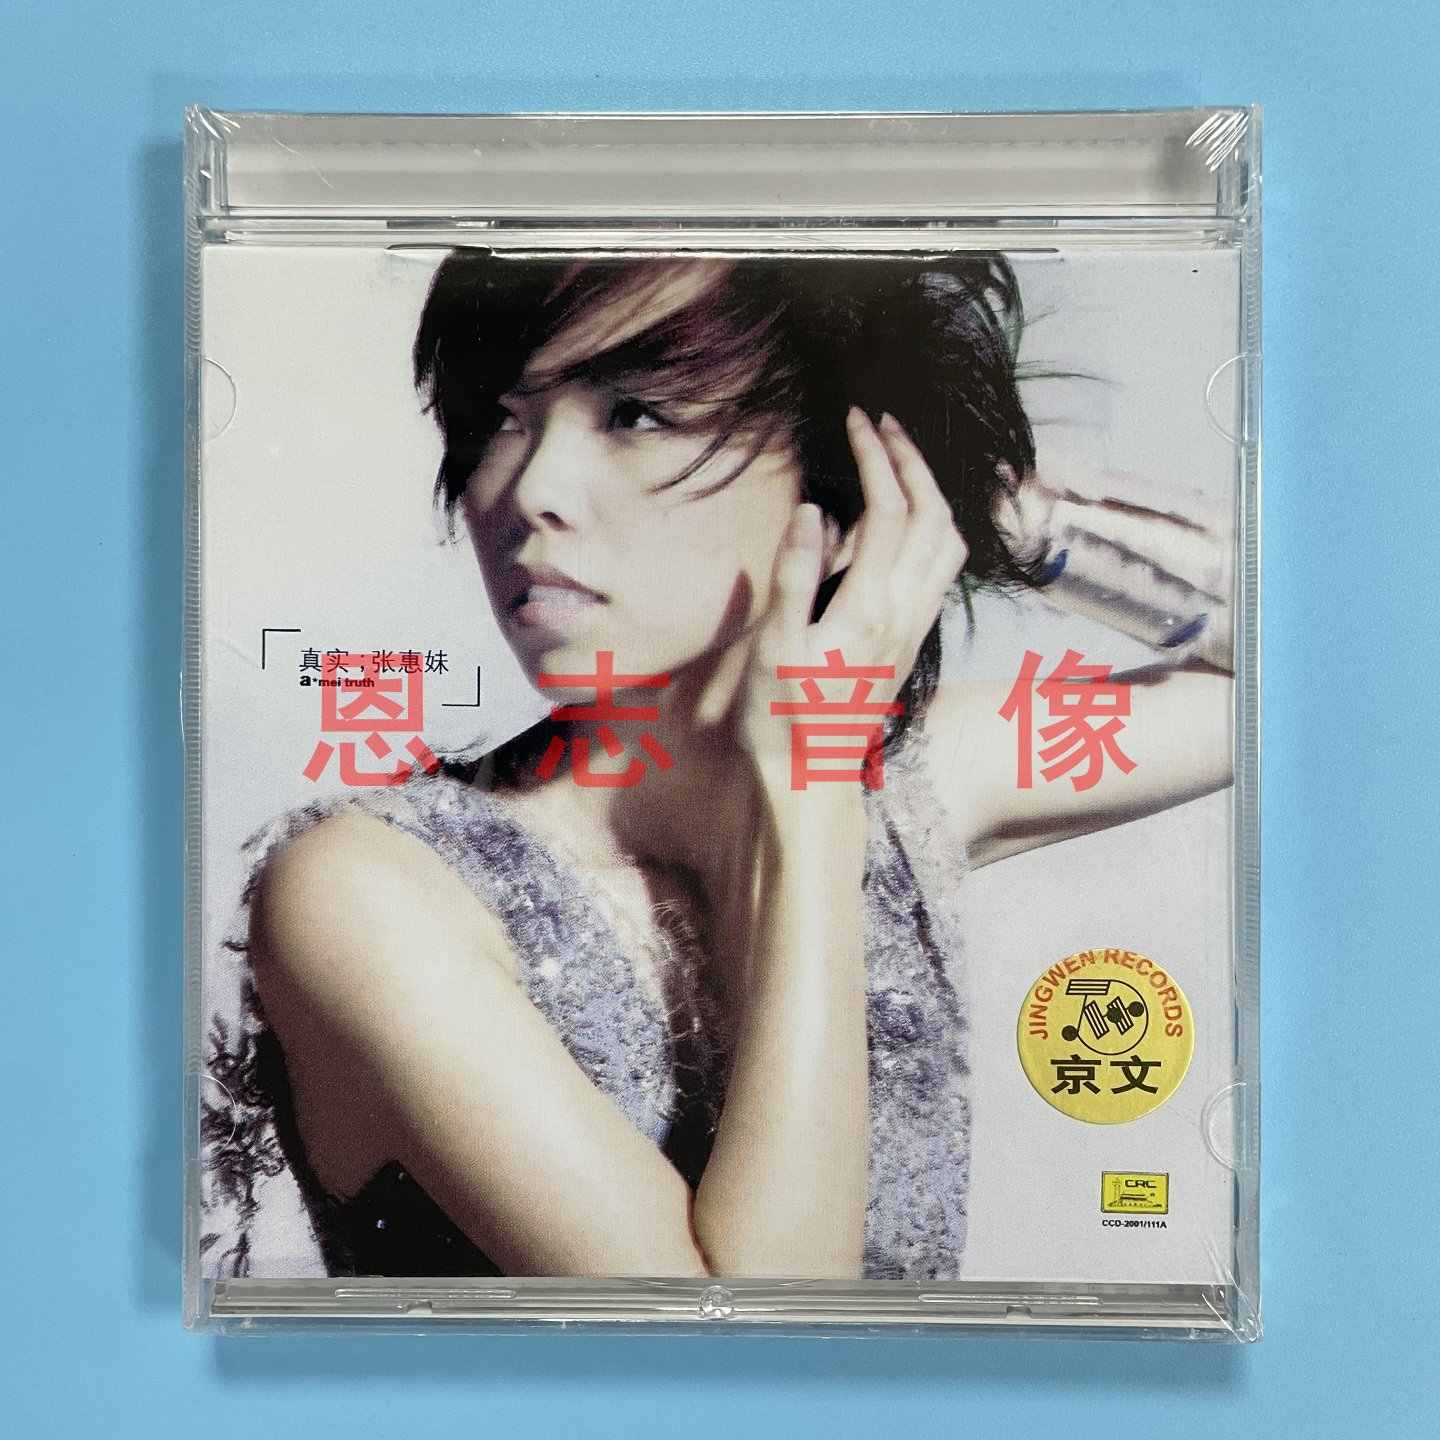 真实；张惠妹
a*mei truth
恩志音像
JINGWEN RECORDS
京文
CRC
CCD-2001/111A